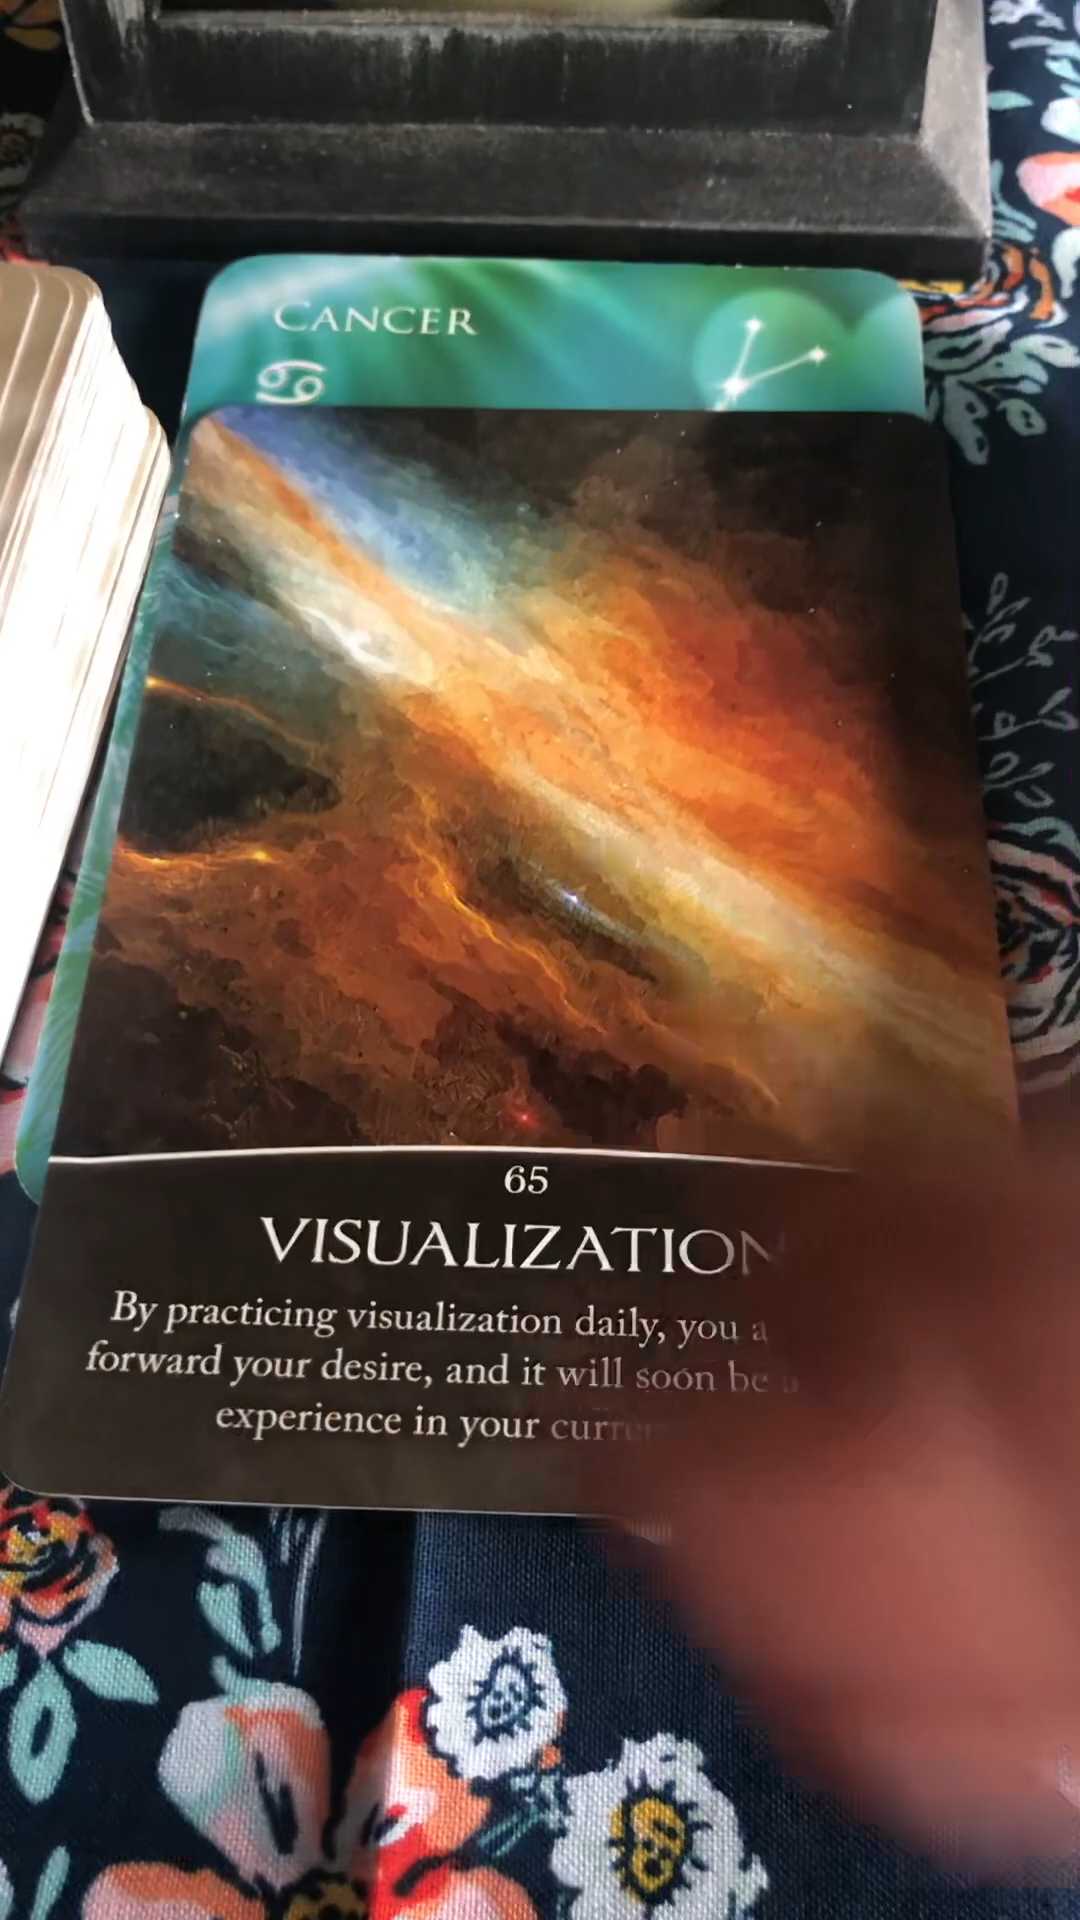 CANCER
♋
65
VISUALIZATION
By practicing visualization daily, you
forward your desire, and it will soon be
experience in your